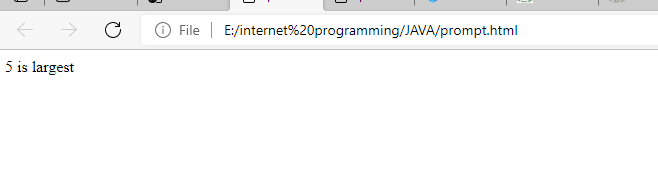 File | E:/internet%20programming/JAVA/prompt.html
5 is largest